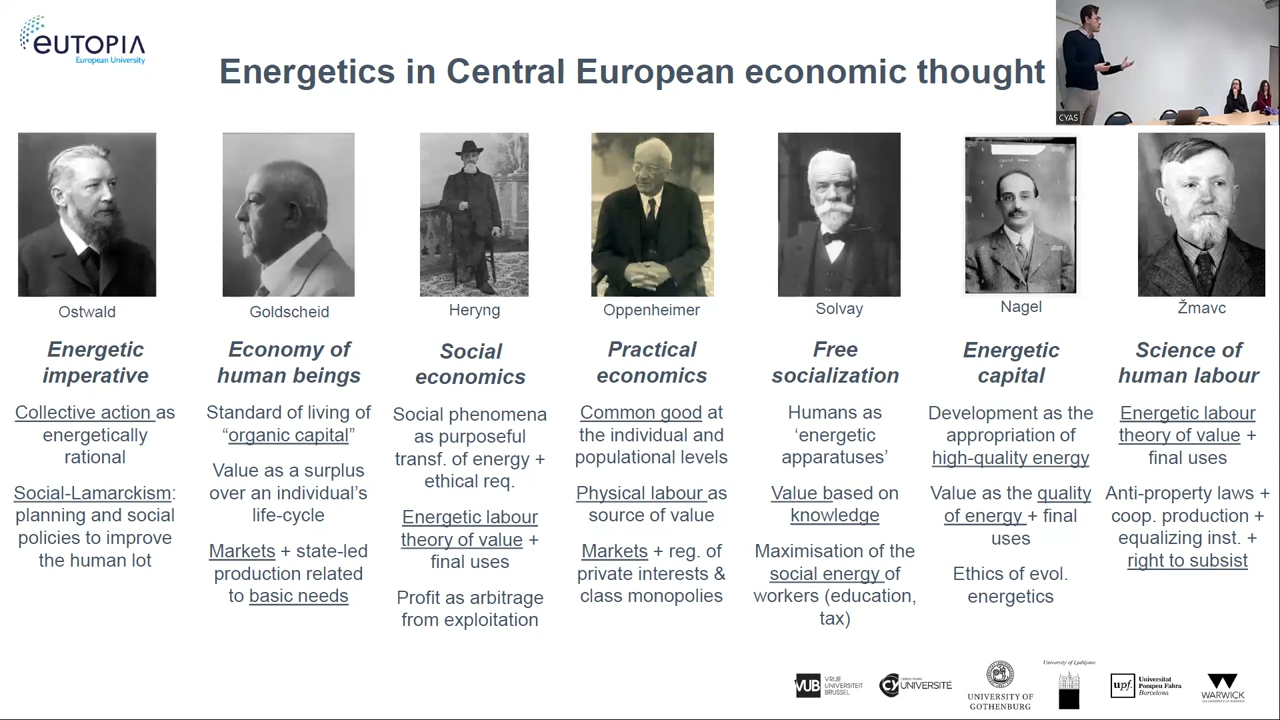 eUTOPIA
European University
Energetics in Central European economic thought
CYAS
Ostwald
Energetic
imperative
Collective action as
energetically
rational
Social-Lamarckism:
planning and social
policies to improve
the human lot
Goldscheid
Economy of
human beings
Standard of living of
“organic capital”
Value as a surplus
over an individual’s
life-cycle
Markets + state-led
production related
to basic needs
Heryng
Social
economics
Social phenomena
as purposeful
transf. of energy +
ethical req.
Energetic labour
theory of value +
final uses
Profit as arbitrage
from exploitation
Oppenheimer
Practical
economics
Common good at
the individual and
populational levels
Physical labour as
source of value
Markets + reg. of
private interests &
class monopolies
Solvay
Free
socialization
Humans as
‘energetic
apparatuses’
Value based on
knowledge
Maximisation of the
social energy of
workers (education,
tax)
Nagel
Energetic
capital
Development as the
appropriation of
high-quality energy
Value as the quality
of energy + final
uses
Ethics of evol.
energetics
Žmavc
Science of
human labour
Energetic labour
theory of value +
final uses
Anti-property laws +
coop. production +
equalizing inst. +
right to subsist
VUB
VRIJE
UNIVERSITEIT
BRUSSEL
CY
UNIVERSITÉ
UNIVERSITY OF
GOTHENBURG
University of Ljubljana
upf.
Universitat
Pompeu Fabra
Barcelona
WARWICK